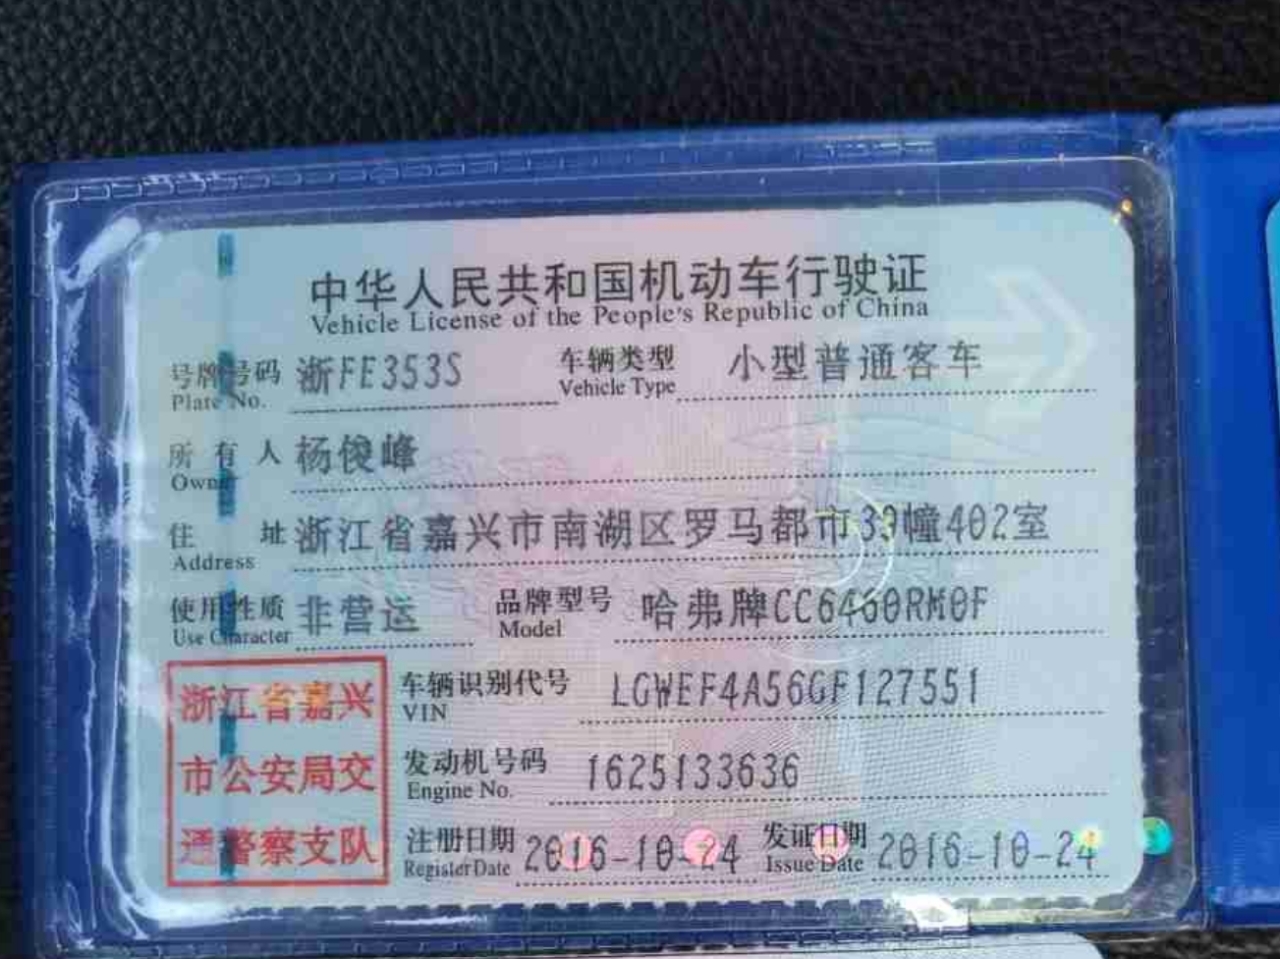 中华人民共和国机动车行驶证
Vehicle License of the People's Republic of China
号牌号码 浙FE353S 车辆类型 小型普通客车
Plate No. Vehicle Type
所有人 杨俊峰
Owner
住址 浙江省嘉兴市南湖区罗马都市39幢402室
Address
使用性质 非营运 品牌型号 哈弗牌CC6460RM0F
Use Character Model
浙江省嘉兴
市公安局交
通警察支队
车辆识别代号 LGWEF4A56GF127551
VIN
发动机号码 1625133636
Engine No.
注册日期 2016-10-24 发证日期 2016-10-24
Register Date Issue Date